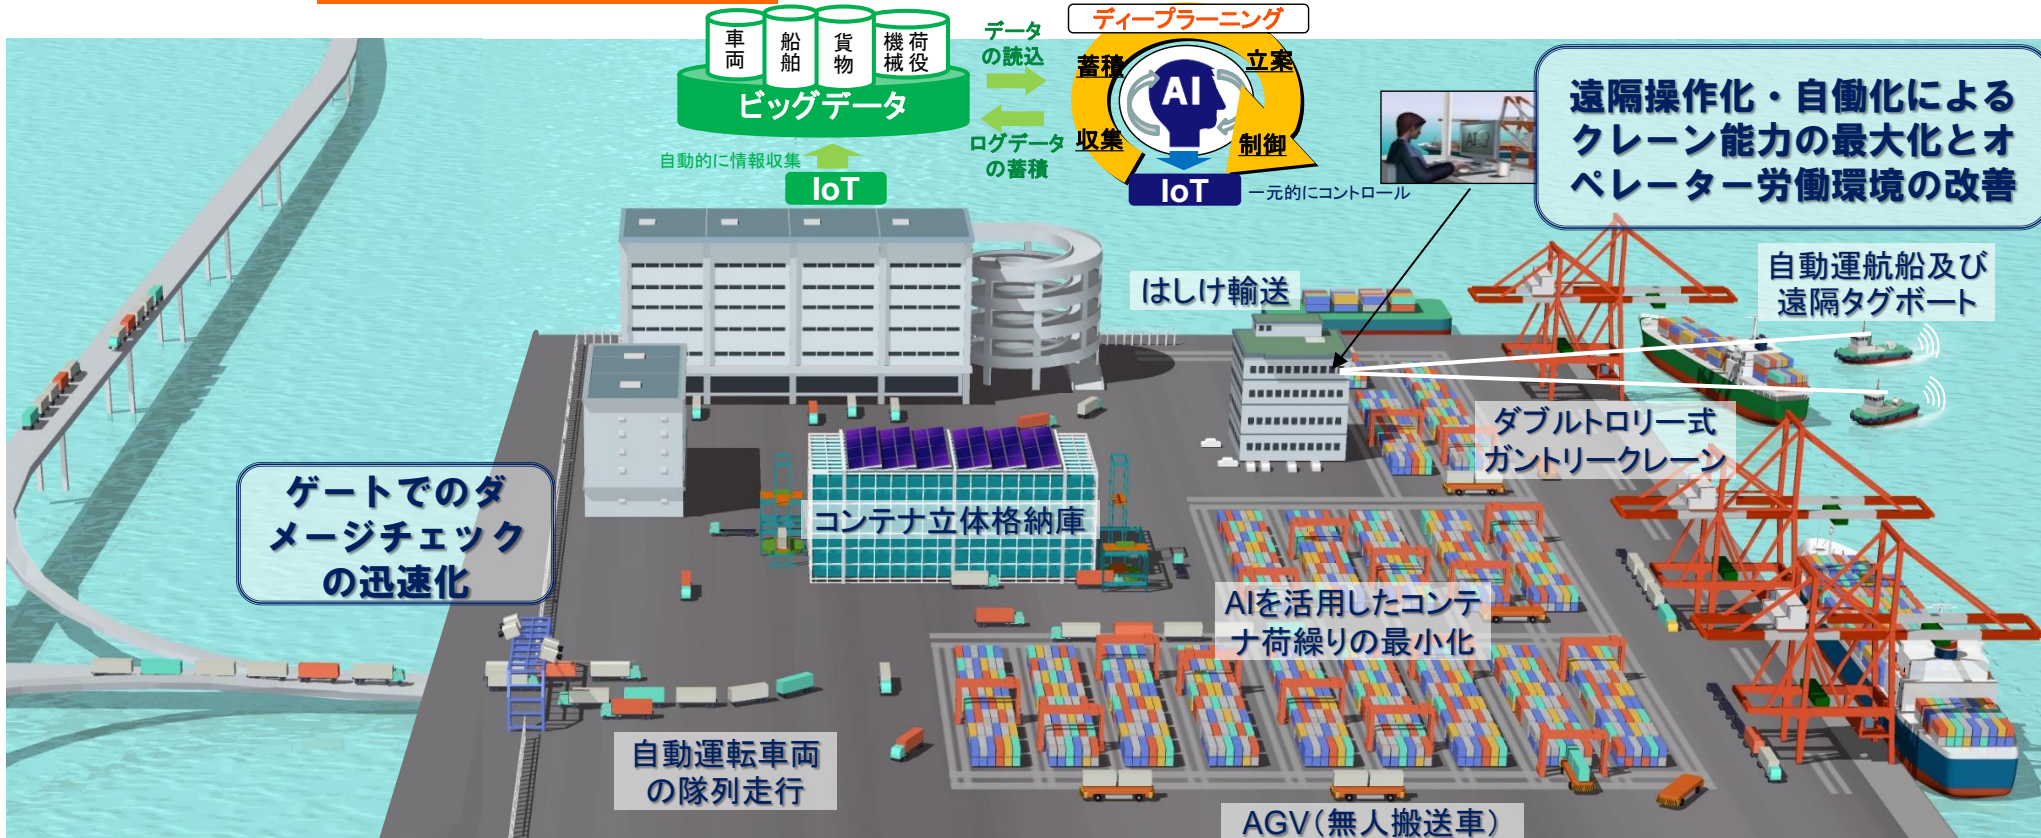 車両
船舶
貨物
機械
荷役
ビッグデータ
自動的に情報収集
IoT
データ
の読込
ログデータ
の蓄積
ディープラーニング
蓄積
立案
AI
収集
制御
IoT
一元的にコントロール
遠隔操作化・自働化による
クレーン能力の最大化とオ
ペレーター労働環境の改善
はしけ輸送
自動運航船及び
遠隔タグボート
ダブルトロリー式
ガントリークレーン
ゲートでのダ
メージチェック
の迅速化
コンテナ立体格納庫
AIを活用したコンテ
ナ荷繰りの最小化
自動運転車両
の隊列走行
AGV(無人搬送車)